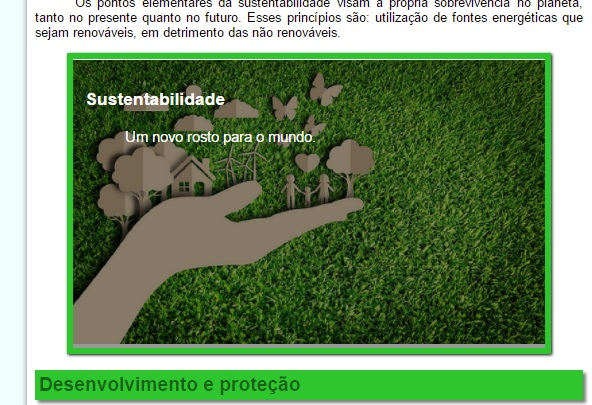 Os pontos elementares da sustentabilidade visam à própria sobrevivência no planeta,
tanto no presente quanto no futuro. Esses princípios são: utilização de fontes energéticas que
sejam renováveis, em detrimento das não renováveis.
Sustentabilidade
Um novo rosto para o mundo.
Desenvolvimento e proteção